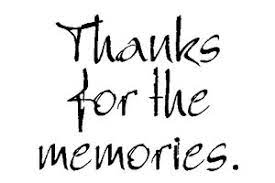 Thanks
for the
memories.